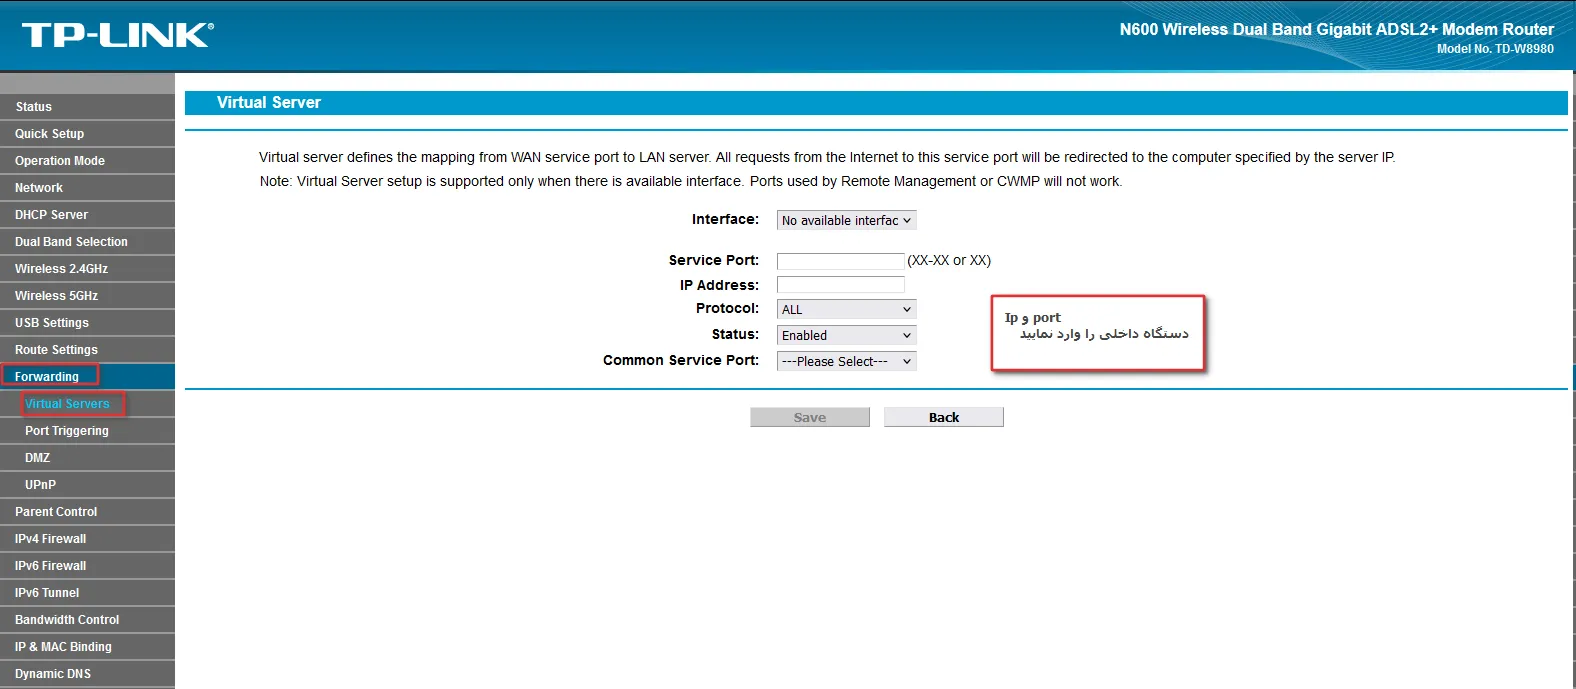 TP-LINK®
N600 Wireless Dual Band Gigabit ADSL2+ Modem Router
Model No. TD-W8980
Status
Quick Setup
Operation Mode
Network
DHCP Server
Dual Band Selection
Wireless 2.4GHz
Wireless 5GHz
USB Settings
Route Settings
Forwarding
Virtual Servers
Port Triggering
DMZ
UPnP
Parent Control
IPv4 Firewall
IPv6 Firewall
IPv6 Tunnel
Bandwidth Control
IP & MAC Binding
Dynamic DNS
Virtual Server
Virtual server defines the mapping from WAN service port to LAN server. All requests from the Internet to this service port will be redirected to the computer specified by the server IP.
Note: Virtual Server setup is supported only when there is available interface. Ports used by Remote Management or CWMP will not work.
Interface: No available interfac
Service Port: (XX-XX or XX)
IP Address:
Protocol: ALL
Status: Enabled
Common Service Port: ---Please Select---
Ip و port
دستگاه داخلی را وارد نمایید
Save Back